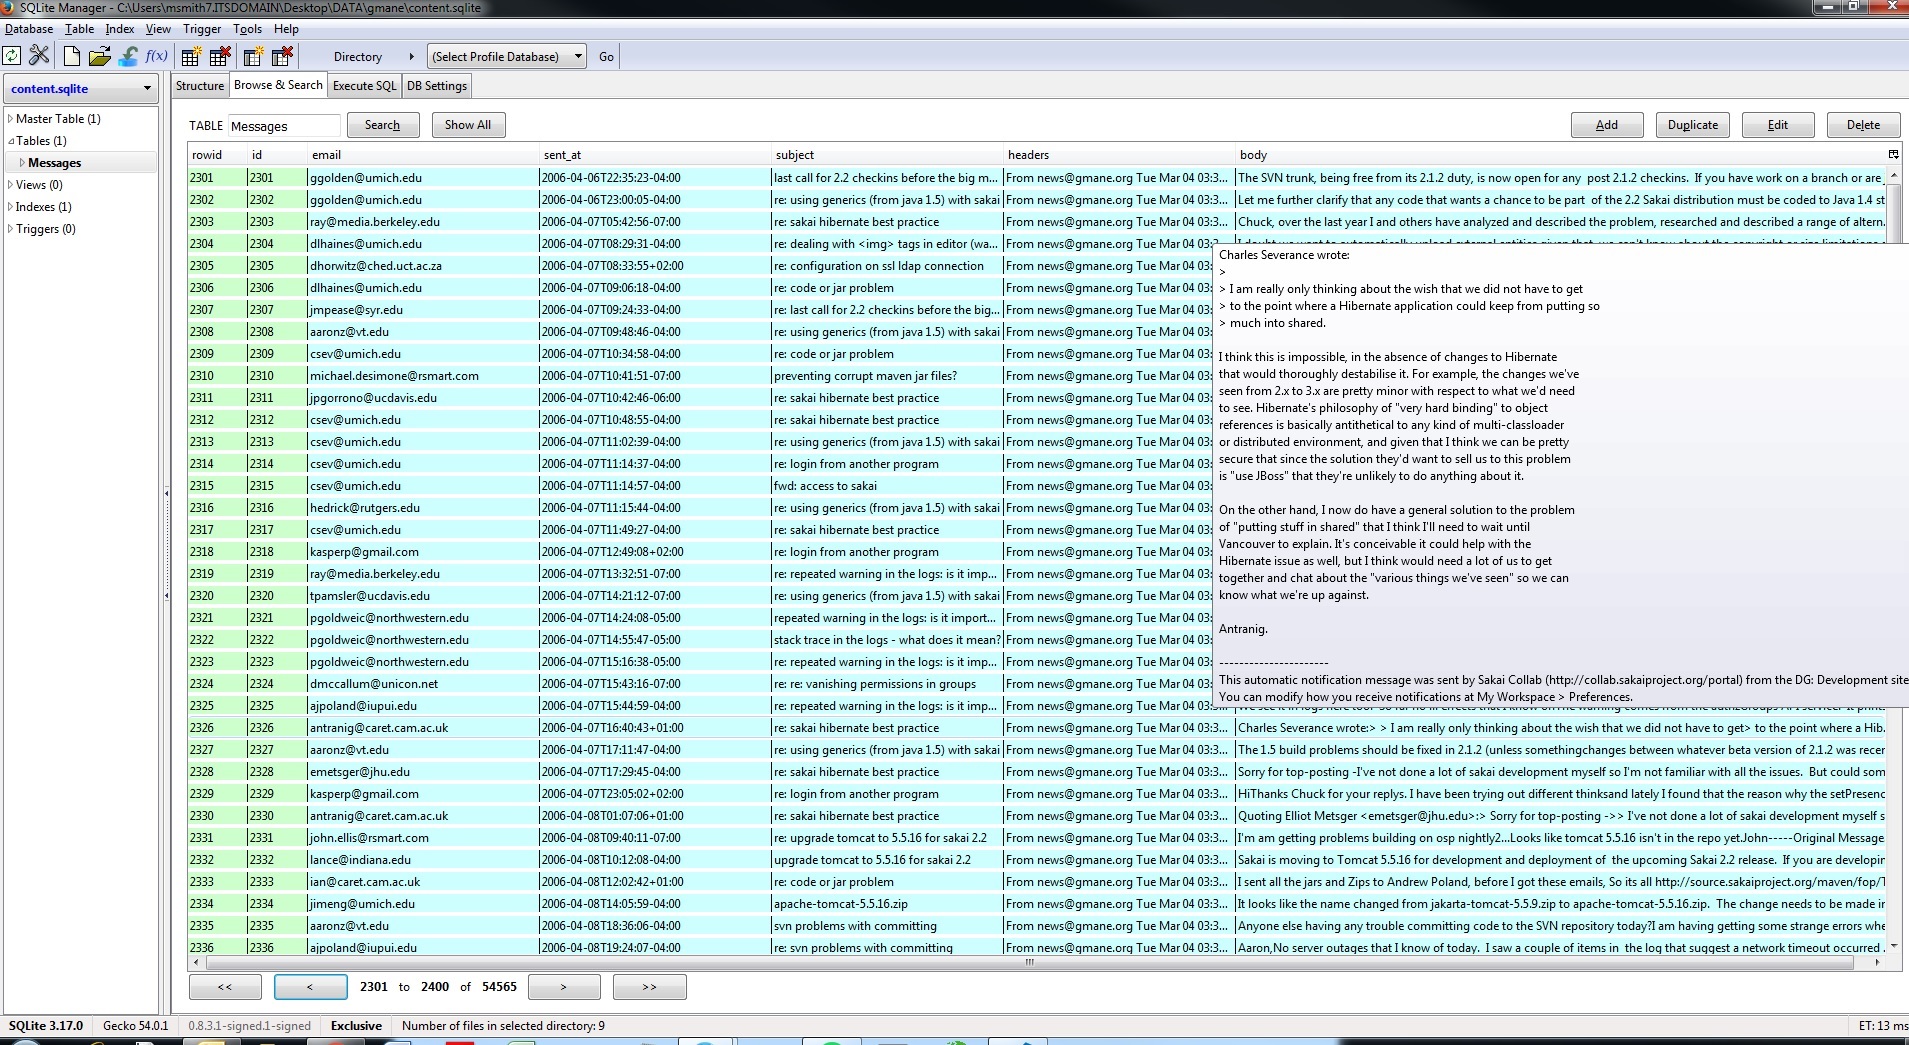 SQLite Manager - C:\Users\msmith7.ITSDOMAIN\Desktop\DATA\gmane\content.sqlite
Database Table Index View Trigger Tools Help
f(x) Directory (Select Profile Database) Go
content.sqlite
Master Table (1)
Tables (1)
Messages
Views (0)
Indexes (1)
Triggers (0)
Structure Browse & Search Execute SQL DB Settings
TABLE Messages Search Show All Add Duplicate Edit Delete
rowid id email sent_at subject headers body
2301 2301 ggolden@umich.edu 2006-04-06T22:35:23-04:00 last call for 2.2 checkins before the big m... From news@gmane.org Tue Mar 04 03:3... The SVN trunk, being free from its 2.1.2 duty, is now open for any post 2.1.2 checkins. If you have work on a branch or are
2302 2302 ggolden@umich.edu 2006-04-06T23:00:05-04:00 re: using generics (from java 1.5) with sakai From news@gmane.org Tue Mar 04 03:3... Let me further clarify that any code that wants a chance to be part of the 2.2 Sakai distribution must be coded to Java 1.4 st
2303 2303 ray@media.berkeley.edu 2006-04-07T05:42:56-07:00 re: sakai hibernate best practice From news@gmane.org Tue Mar 04 03:3... Chuck, over the last year I and others have analyzed and described the problem, researched and described a range of altern.
2304 2304 dlhaines@umich.edu 2006-04-07T08:29:31-04:00 re: dealing with <img> tags in editor (wa... From news@gmane.org Tue Mar 04 03:3...
2305 2305 dhorwitz@ched.uct.ac.za 2006-04-07T08:33:55+02:00 re: configuration on ssl ldap connection From news@gmane.org Tue Mar 04 03:
2306 2306 dlhaines@umich.edu 2006-04-07T09:06:18-04:00 re: code or jar problem From news@gmane.org Tue Mar 04 03:
2307 2307 jmpease@syr.edu 2006-04-07T09:24:33-04:00 re: last call for 2.2 checkins before the big... From news@gmane.org Tue Mar 04 03:
2308 2308 aaronz@vt.edu 2006-04-07T09:48:46-04:00 re: using generics (from java 1.5) with sakai From news@gmane.org Tue Mar 04 03:
2309 2309 csev@umich.edu 2006-04-07T10:34:58-04:00 re: code or jar problem From news@gmane.org Tue Mar 04 03:
2310 2310 michael.desimone@rsmart.com 2006-04-07T10:41:51-07:00 preventing corrupt maven jar files? From news@gmane.org Tue Mar 04 03:
2311 2311 jpgorrono@ucdavis.edu 2006-04-07T10:42:46-06:00 re: sakai hibernate best practice From news@gmane.org Tue Mar 04 03:
2312 2312 csev@umich.edu 2006-04-07T10:48:55-04:00 re: sakai hibernate best practice From news@gmane.org Tue Mar 04 03:
2313 2313 csev@umich.edu 2006-04-07T11:02:39-04:00 re: using generics (from java 1.5) with sakai From news@gmane.org Tue Mar 04 03:
2314 2314 csev@umich.edu 2006-04-07T11:14:37-04:00 re: login from another program From news@gmane.org Tue Mar 04 03:
2315 2315 csev@umich.edu 2006-04-07T11:14:57-04:00 fwd: access to sakai From news@gmane.org Tue Mar 04 03:
2316 2316 hedrick@rutgers.edu 2006-04-07T11:15:44-04:00 re: using generics (from java 1.5) with sakai From news@gmane.org Tue Mar 04 03:
2317 2317 csev@umich.edu 2006-04-07T11:49:27-04:00 re: sakai hibernate best practice From news@gmane.org Tue Mar 04 03:
2318 2318 kasperp@gmail.com 2006-04-07T12:49:08+02:00 re: login from another program From news@gmane.org Tue Mar 04 03:
2319 2319 ray@media.berkeley.edu 2006-04-07T13:32:51-07:00 re: repeated warning in the logs: is it imp... From news@gmane.org Tue Mar 04 03:
2320 2320 tpamsler@ucdavis.edu 2006-04-07T14:21:12-07:00 re: using generics (from java 1.5) with sakai From news@gmane.org Tue Mar 04 03:
2321 2321 pgoldweic@northwestern.edu 2006-04-07T14:24:08-05:00 repeated warning in the logs: is it import... From news@gmane.org Tue Mar 04 03:
2322 2322 pgoldweic@northwestern.edu 2006-04-07T14:55:47-05:00 stack trace in the logs - what does it mean? From news@gmane.org Tue Mar 04 03:
2323 2323 pgoldweic@northwestern.edu 2006-04-07T15:16:38-05:00 re: repeated warning in the logs: is it imp... From news@gmane.org Tue Mar 04 03:
2324 2324 dmccallum@unicon.net 2006-04-07T15:43:16-07:00 re: re: vanishing permissions in groups From news@gmane.org Tue Mar 04 03:
2325 2325 ajpoland@iupui.edu 2006-04-07T15:44:59-04:00 re: repeated warning in the logs: is it imp... From news@gmane.org Tue Mar 04 03:
2326 2326 antranig@caret.cam.ac.uk 2006-04-07T16:40:43+01:00 re: sakai hibernate best practice From news@gmane.org Tue Mar 04 03:3... Charles Severance wrote:> > I am really only thinking about the wish that we did not have to get> to the point where a Hib.
2327 2327 aaronz@vt.edu 2006-04-07T17:11:47-04:00 re: using generics (from java 1.5) with sakai From news@gmane.org Tue Mar 04 03:3... The 1.5 build problems should be fixed in 2.1.2 (unless somethingchanges between whatever beta version of 2.1.2 was recer
2328 2328 emetsger@jhu.edu 2006-04-07T17:29:45-04:00 re: sakai hibernate best practice From news@gmane.org Tue Mar 04 03:3... Sorry for top-posting -I've not done a lot of sakai development myself so I'm not familiar with all the issues. But could som
2329 2329 kasperp@gmail.com 2006-04-07T23:05:02+02:00 re: login from another program From news@gmane.org Tue Mar 04 03:3... HiThanks Chuck for your replys. I have been trying out different thinksand lately I found that the reason why the setPresenc
2330 2330 antranig@caret.cam.ac.uk 2006-04-08T01:07:06+01:00 re: sakai hibernate best practice From news@gmane.org Tue Mar 04 03:3... Quoting Elliot Metsger <emetsger@jhu.edu>:> Sorry for top-posting ->> I've not done a lot of sakai development myself s
2331 2331 john.ellis@rsmart.com 2006-04-08T09:40:11-07:00 re: upgrade tomcat to 5.5.16 for sakai 2.2 From news@gmane.org Tue Mar 04 03:3... I'm am getting problems building on osp nightly2...Looks like tomcat 5.5.16 isn't in the repo yet.John-----Original Message
2332 2332 lance@indiana.edu 2006-04-08T10:12:08-04:00 upgrade tomcat to 5.5.16 for sakai 2.2 From news@gmane.org Tue Mar 04 03:3... Sakai is moving to Tomcat 5.5.16 for development and deployment of the upcoming Sakai 2.2 release. If you are developir
2333 2333 ian@caret.cam.ac.uk 2006-04-08T12:02:42+01:00 re: code or jar problem From news@gmane.org Tue Mar 04 03:3... I sent all the jars and Zips to Andrew Poland, before I got these emails, So its all http://source.sakaiproject.org/maven/fop/1
2334 2334 jimeng@umich.edu 2006-04-08T14:05:59-04:00 apache-tomcat-5.5.16.zip From news@gmane.org Tue Mar 04 03:3... It looks like the name changed from jakarta-tomcat-5.5.9.zip to apache-tomcat-5.5.16.zip. The change needs to be made ir
2335 2335 aaronz@vt.edu 2006-04-08T18:36:06-04:00 svn problems with committing From news@gmane.org Tue Mar 04 03:3... Anyone else having any trouble committing code to the SVN repository today?I am having getting some strange errors whe
2336 2336 ajpoland@iupui.edu 2006-04-08T19:24:07-04:00 re: svn problems with committing From news@gmane.org Tue Mar 04 03:3... Aaron,No server outages that I know of today. I saw a couple of items in the log that suggest a network timeout occurred .
Charles Severance wrote:
>
> I am really only thinking about the wish that we did not have to get
> to the point where a Hibernate application could keep from putting so
> much into shared.
I think this is impossible, in the absence of changes to Hibernate
that would thoroughly destabilise it. For example, the changes we've
seen from 2.x to 3.x are pretty minor with respect to what we'd need
to see. Hibernate's philosophy of "very hard binding" to object
references is basically antithetical to any kind of multi-classloader
or distributed environment, and given that I think we can be pretty
secure that since the solution they'd want to sell us to this problem
is "use JBoss" that they're unlikely to do anything about it.
On the other hand, I now do have a general solution to the problem
of "putting stuff in shared" that I think I'll need to wait until
Vancouver to explain. It's conceivable it could help with the
Hibernate issue as well, but I think would need a lot of us to get
together and chat about the "various things we've seen" so we can
know what we're up against.
Antranig.
----------------------
This automatic notification message was sent by Sakai Collab (http://collab.sakaiproject.org/portal) from the DG: Development site
You can modify how you receive notifications at My Workspace > Preferences.
<< < 2301 to 2400 of 54565 > >>
SQLite 3.17.0 Gecko 54.0.1 0.8.3.1-signed.1-signed Exclusive Number of files in selected directory: 9 ET: 13 ms